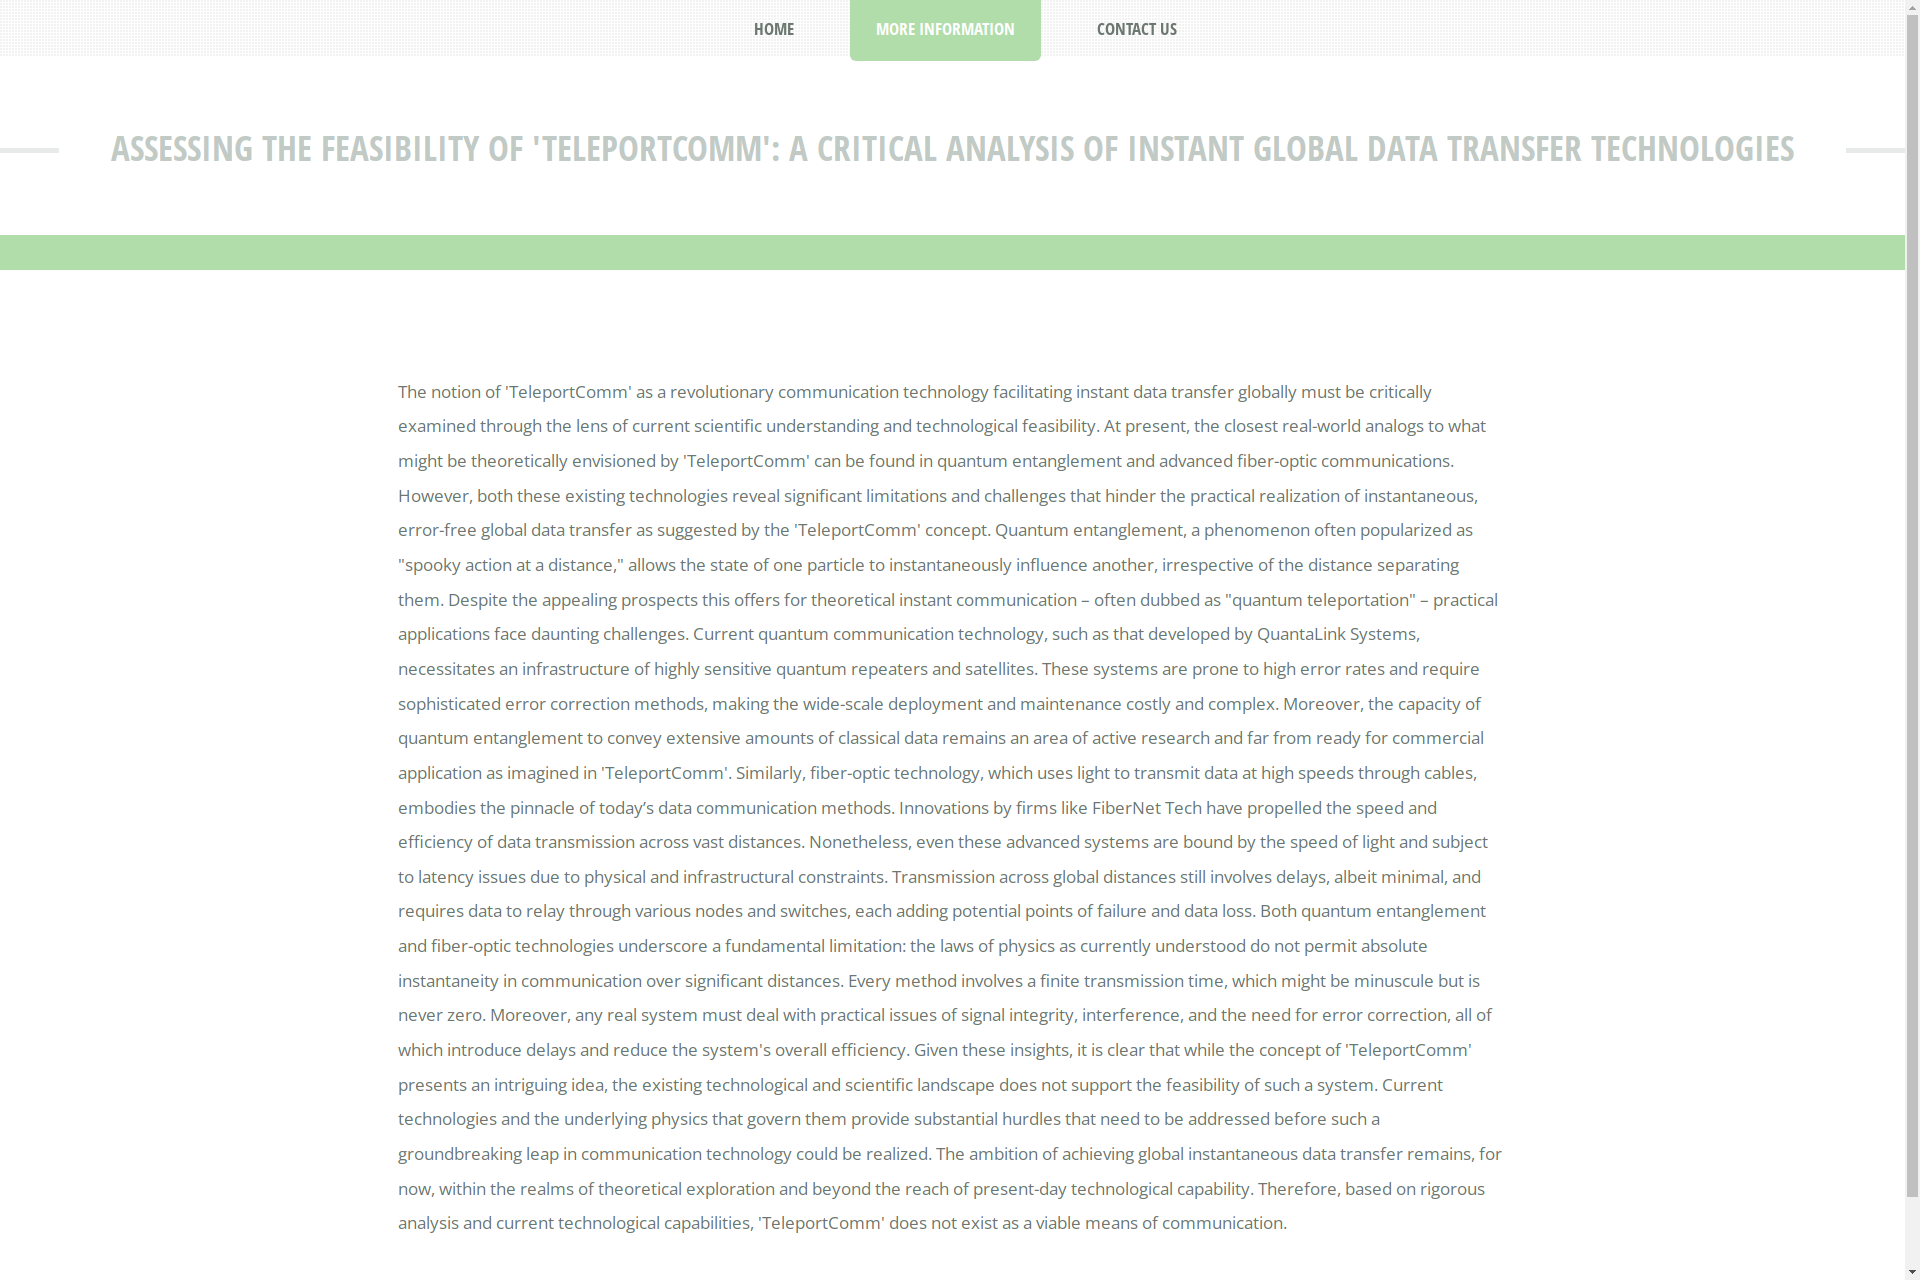 HOME
MORE INFORMATION
CONTACT US
ASSESSING THE FEASIBILITY OF 'TELEPORTCOMM': A CRITICAL ANALYSIS OF INSTANT GLOBAL DATA TRANSFER TECHNOLOGIES
The notion of 'TeleportComm' as a revolutionary communication technology facilitating instant data transfer globally must be critically
examined through the lens of current scientific understanding and technological feasibility. At present, the closest real-world analogs to what
might be theoretically envisioned by 'TeleportComm' can be found in quantum entanglement and advanced fiber-optic communications.
However, both these existing technologies reveal significant limitations and challenges that hinder the practical realization of instantaneous,
error-free global data transfer as suggested by the 'TeleportComm' concept. Quantum entanglement, a phenomenon often popularized as
"spooky action at a distance," allows the state of one particle to instantaneously influence another, irrespective of the distance separating
them. Despite the appealing prospects this offers for theoretical instant communication – often dubbed as "quantum teleportation" – practical
applications face daunting challenges. Current quantum communication technology, such as that developed by QuantaLink Systems,
necessitates an infrastructure of highly sensitive quantum repeaters and satellites. These systems are prone to high error rates and require
sophisticated error correction methods, making the wide-scale deployment and maintenance costly and complex. Moreover, the capacity of
quantum entanglement to convey extensive amounts of classical data remains an area of active research and far from ready for commercial
application as imagined in 'TeleportComm'. Similarly, fiber-optic technology, which uses light to transmit data at high speeds through cables,
embodies the pinnacle of today’s data communication methods. Innovations by firms like FiberNet Tech have propelled the speed and
efficiency of data transmission across vast distances. Nonetheless, even these advanced systems are bound by the speed of light and subject
to latency issues due to physical and infrastructural constraints. Transmission across global distances still involves delays, albeit minimal, and
requires data to relay through various nodes and switches, each adding potential points of failure and data loss. Both quantum entanglement
and fiber-optic technologies underscore a fundamental limitation: the laws of physics as currently understood do not permit absolute
instantaneity in communication over significant distances. Every method involves a finite transmission time, which might be minuscule but is
never zero. Moreover, any real system must deal with practical issues of signal integrity, interference, and the need for error correction, all of
which introduce delays and reduce the system's overall efficiency. Given these insights, it is clear that while the concept of 'TeleportComm'
presents an intriguing idea, the existing technological and scientific landscape does not support the feasibility of such a system. Current
technologies and the underlying physics that govern them provide substantial hurdles that need to be addressed before such a
groundbreaking leap in communication technology could be realized. The ambition of achieving global instantaneous data transfer remains, for
now, within the realms of theoretical exploration and beyond the reach of present-day technological capability. Therefore, based on rigorous
analysis and current technological capabilities, 'TeleportComm' does not exist as a viable means of communication.